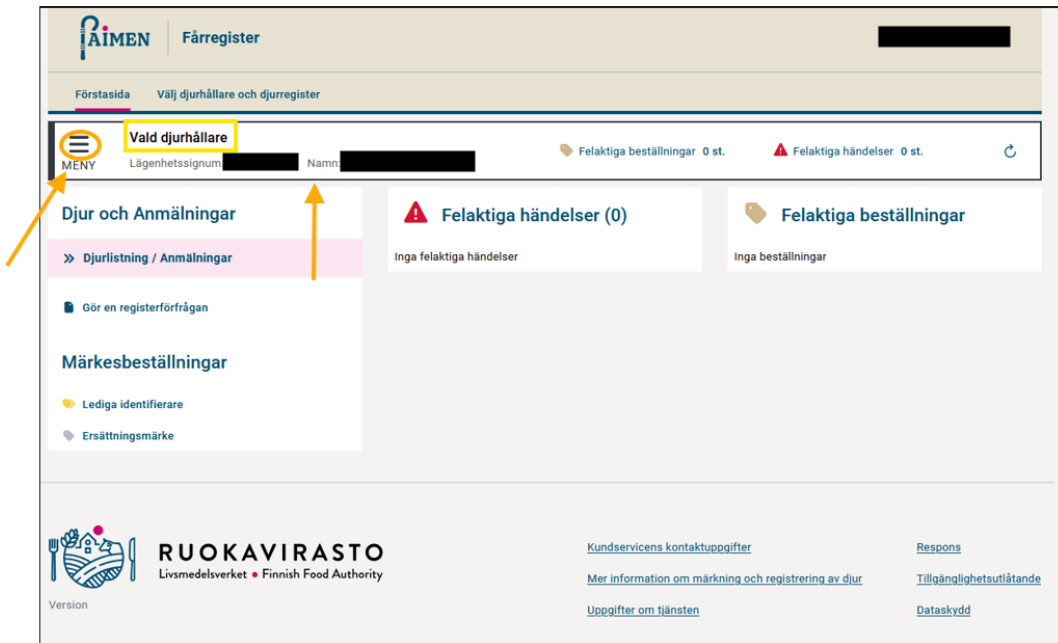 PAIMEN
Fårregister
Förstasida
Välj djurhållare och djurregister
MENY
Vald djurhållare
Lägenhetssignum:
Namn:
Felaktiga beställningar 0 st.
Felaktiga händelser 0 st.
Djur och Anmälningar
Djurlistning / Anmälningar
Gör en registerförfrågan
Märkesbeställningar
Lediga identifierare
Ersättningsmärke
Felaktiga händelser (0)
Inga felaktiga händelser
Felaktiga beställningar
Inga beställningar
RUOKAVIRASTO
Livsmedelsverket • Finnish Food Authority
Version
Kundservicens kontaktuppgifter
Mer information om märkning och registrering av djur
Uppgifter om tjänsten
Respons
Tillgänglighetsutlåtande
Dataskydd